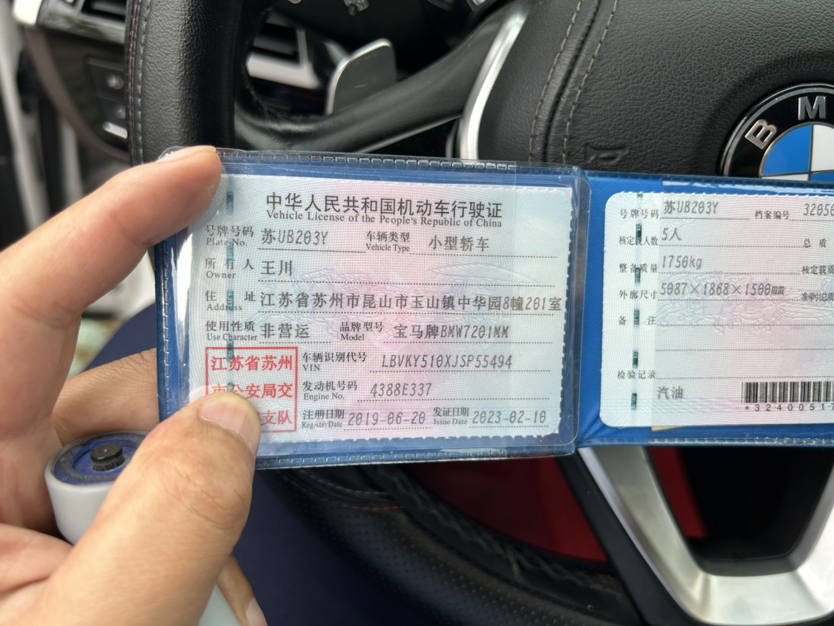 中华人民共和国机动车行驶证
Vehicle License of the People's Republic of China
号牌号码 苏UB203Y 车辆类型 小型轿车
Plate No. Vehicle Type
所有人 王川
Owner
住址 江苏省苏州市昆山市玉山镇中华园8幢201室
Address
使用性质 非营运 品牌型号 宝马牌BMW7201MM
Use Character Model
江苏省苏州
公安局交
支队
车辆识别代号 LBVKY510XJSP55494
VIN
发动机号码 4388E337
Engine No.
注册日期 2019-06-20 发证日期 2023-02-10
Register Date Issue Date
号牌号码 苏UB203Y 档案编号 32050
核定载人数 5人 总质
整备质量 1750kg 核定载质
外廓尺寸 5087×1868×1500mm
备注
检验记录
汽油
*32400517
BM